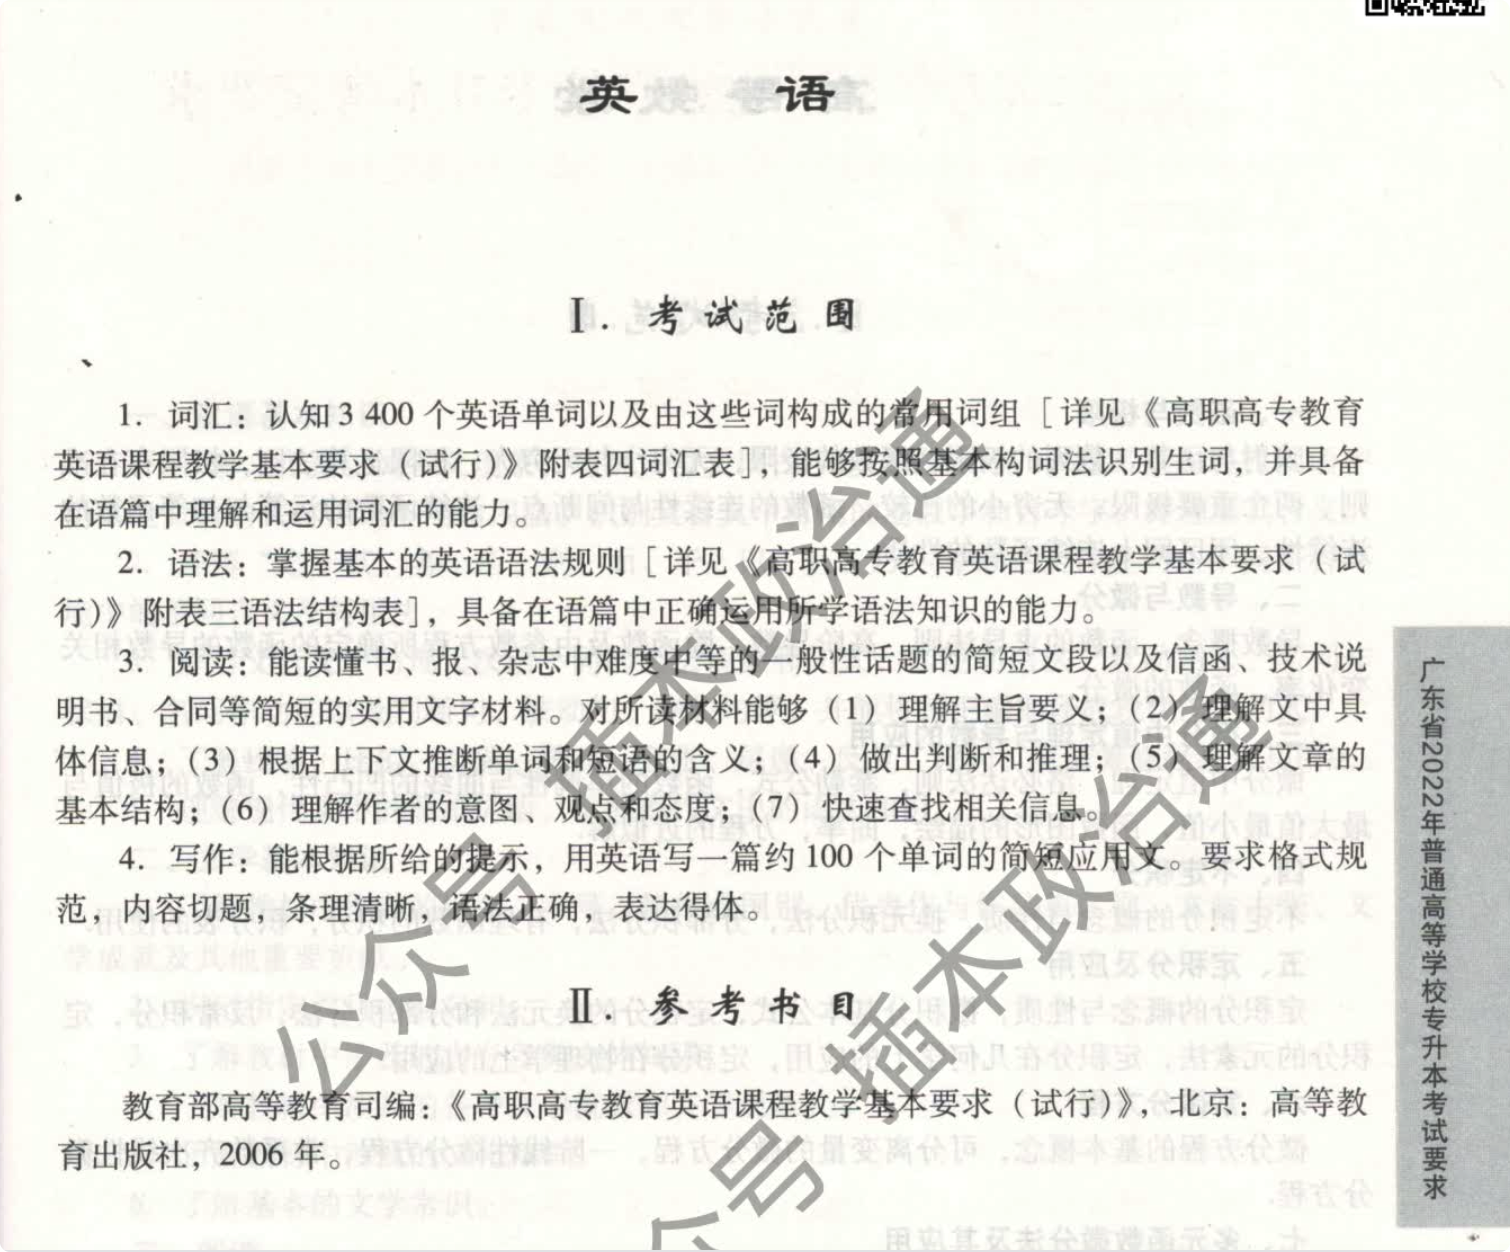 英 语
Ⅰ. 考试范围
1. 词汇：认知 3 400 个英语单词以及由这些词构成的常用词组［详见《高职高专教育
英语课程教学基本要求（试行）》附表四词汇表］，能够按照基本构词法识别生词，并具备
在语篇中理解和运用词汇的能力。
2. 语法：掌握基本的英语语法规则［详见《高职高专教育英语课程教学基本要求（试
行）》附表三语法结构表］，具备在语篇中正确运用所学语法知识的能力。
3. 阅读：能读懂书、报、杂志中难度中等的一般性话题的简短文段以及信函、技术说
明书、合同等简短的实用文字材料。对所读材料能够（1）理解主旨要义；（2）理解文中具
体信息；（3）根据上下文推断单词和短语的含义；（4）做出判断和推理；（5）理解文章的
基本结构；（6）理解作者的意图、观点和态度；（7）快速查找相关信息。
4. 写作：能根据所给的提示，用英语写一篇约 100 个单词的简短应用文。要求格式规
范，内容切题，条理清晰，语法正确，表达得体。
Ⅱ. 参考书目
教育部高等教育司编：《高职高专教育英语课程教学基本要求（试行）》，北京：高等教
育出版社，2006 年。
广东省2022年普通高等学校专升本考试要求
公众号 插本政治通
公众号 插本政治通